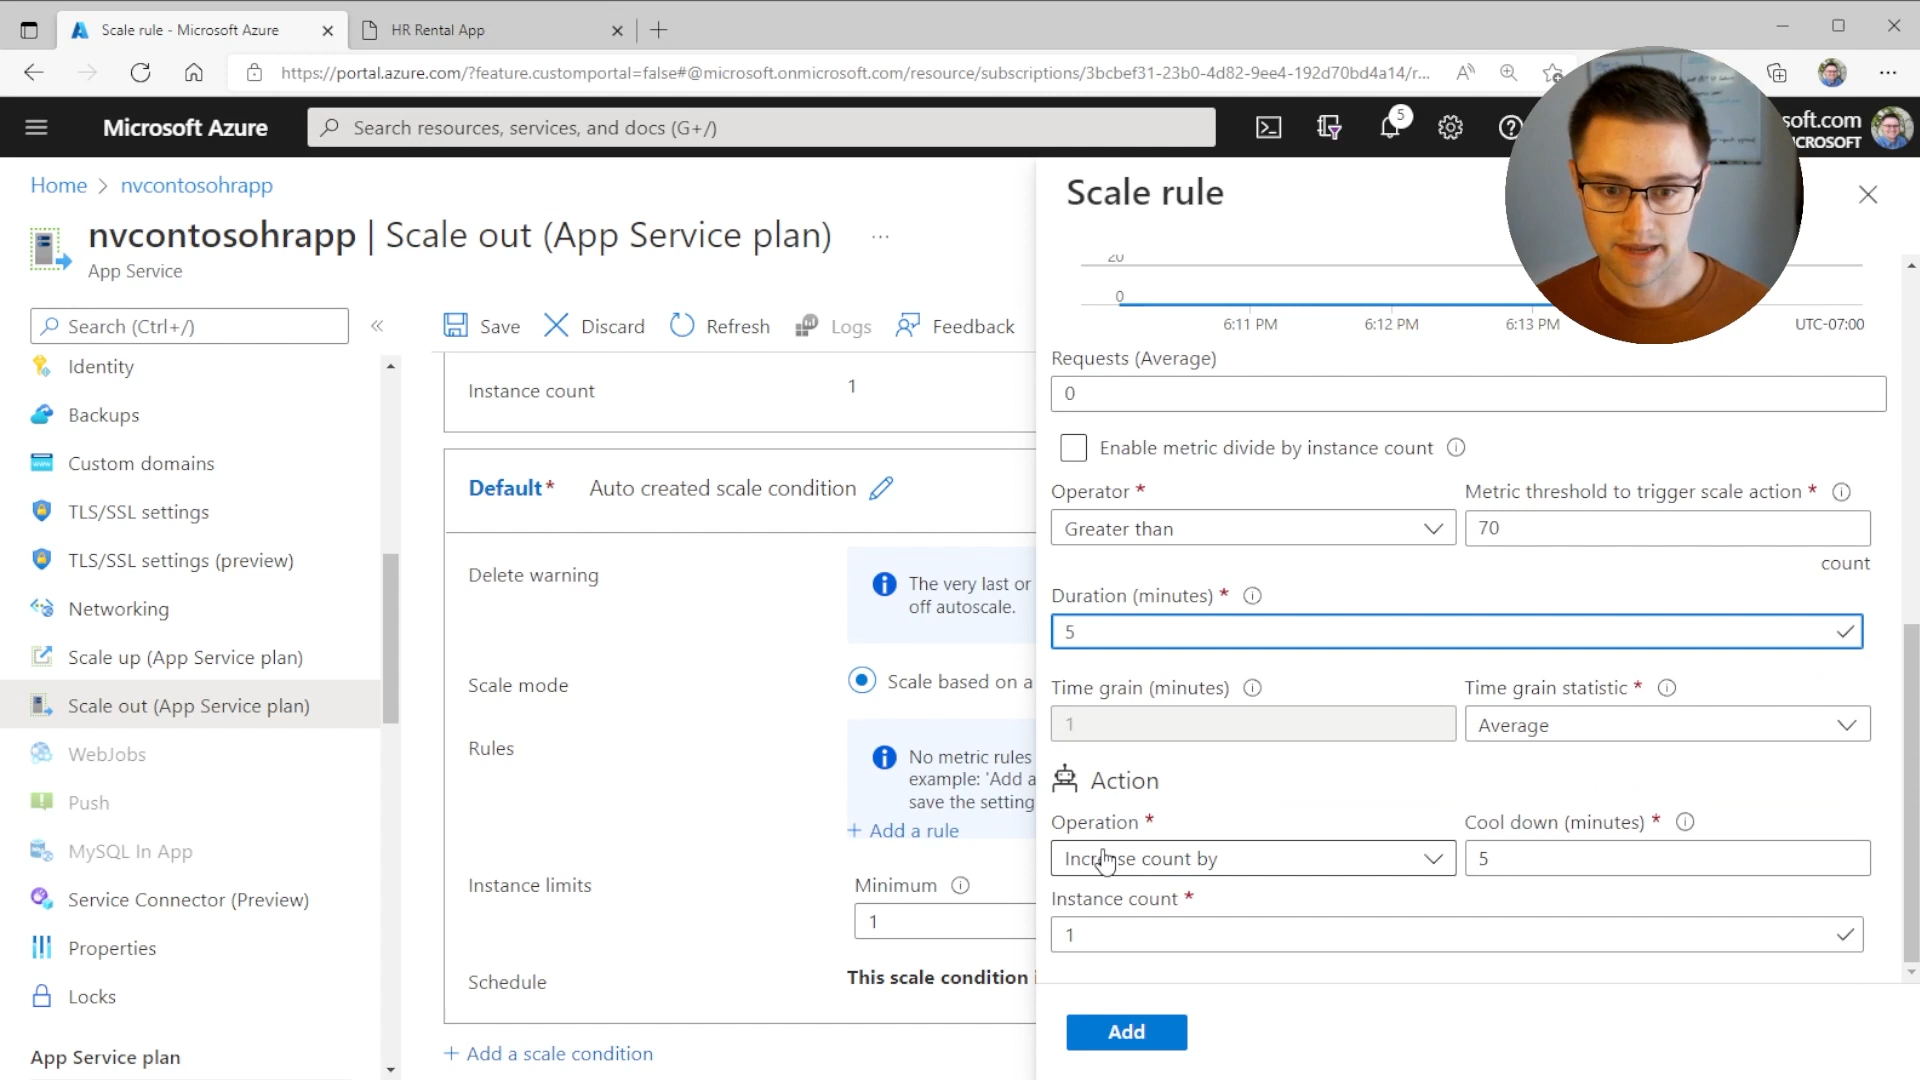 Scale rule - Microsoft Azure
HR Rental App
https://portal.azure.com/?feature.customportal=false#@microsoft.onmicrosoft.com/resource/subscriptions/3bcbef31-23b0-4d82-9ee4-192d70bd4a14/r...
Microsoft Azure
Search resources, services, and docs (G+/)
5
soft.com
ICROSOFT
Home > nvcontosohrapp
nvcontosohrapp | Scale out (App Service plan) ...
App Service
Search (Ctrl+/)
«
Identity
Backups
Custom domains
TLS/SSL settings
TLS/SSL settings (preview)
Networking
Scale up (App Service plan)
Scale out (App Service plan)
WebJobs
Push
MySQL In App
Service Connector (Preview)
Properties
Locks
App Service plan
Save
Discard
Refresh
Logs
Feedback
Instance count
1
Default* Auto created scale condition
Delete warning
The very last or
off autoscale.
Scale mode
Scale based on a
Rules
No metric rules
example: 'Add a
save the setting
+ Add a rule
Instance limits
Minimum
1
Schedule
This scale condition i
+ Add a scale condition
Scale rule
20
0
6:11 PM 6:12 PM 6:13 PM UTC-07:00
Requests (Average)
0
Enable metric divide by instance count
Operator * Metric threshold to trigger scale action *
Greater than 70
count
Duration (minutes) *
5
Time grain (minutes) Time grain statistic *
1 Average
Action
Operation * Cool down (minutes) *
Increase count by 5
Instance count *
1
Add